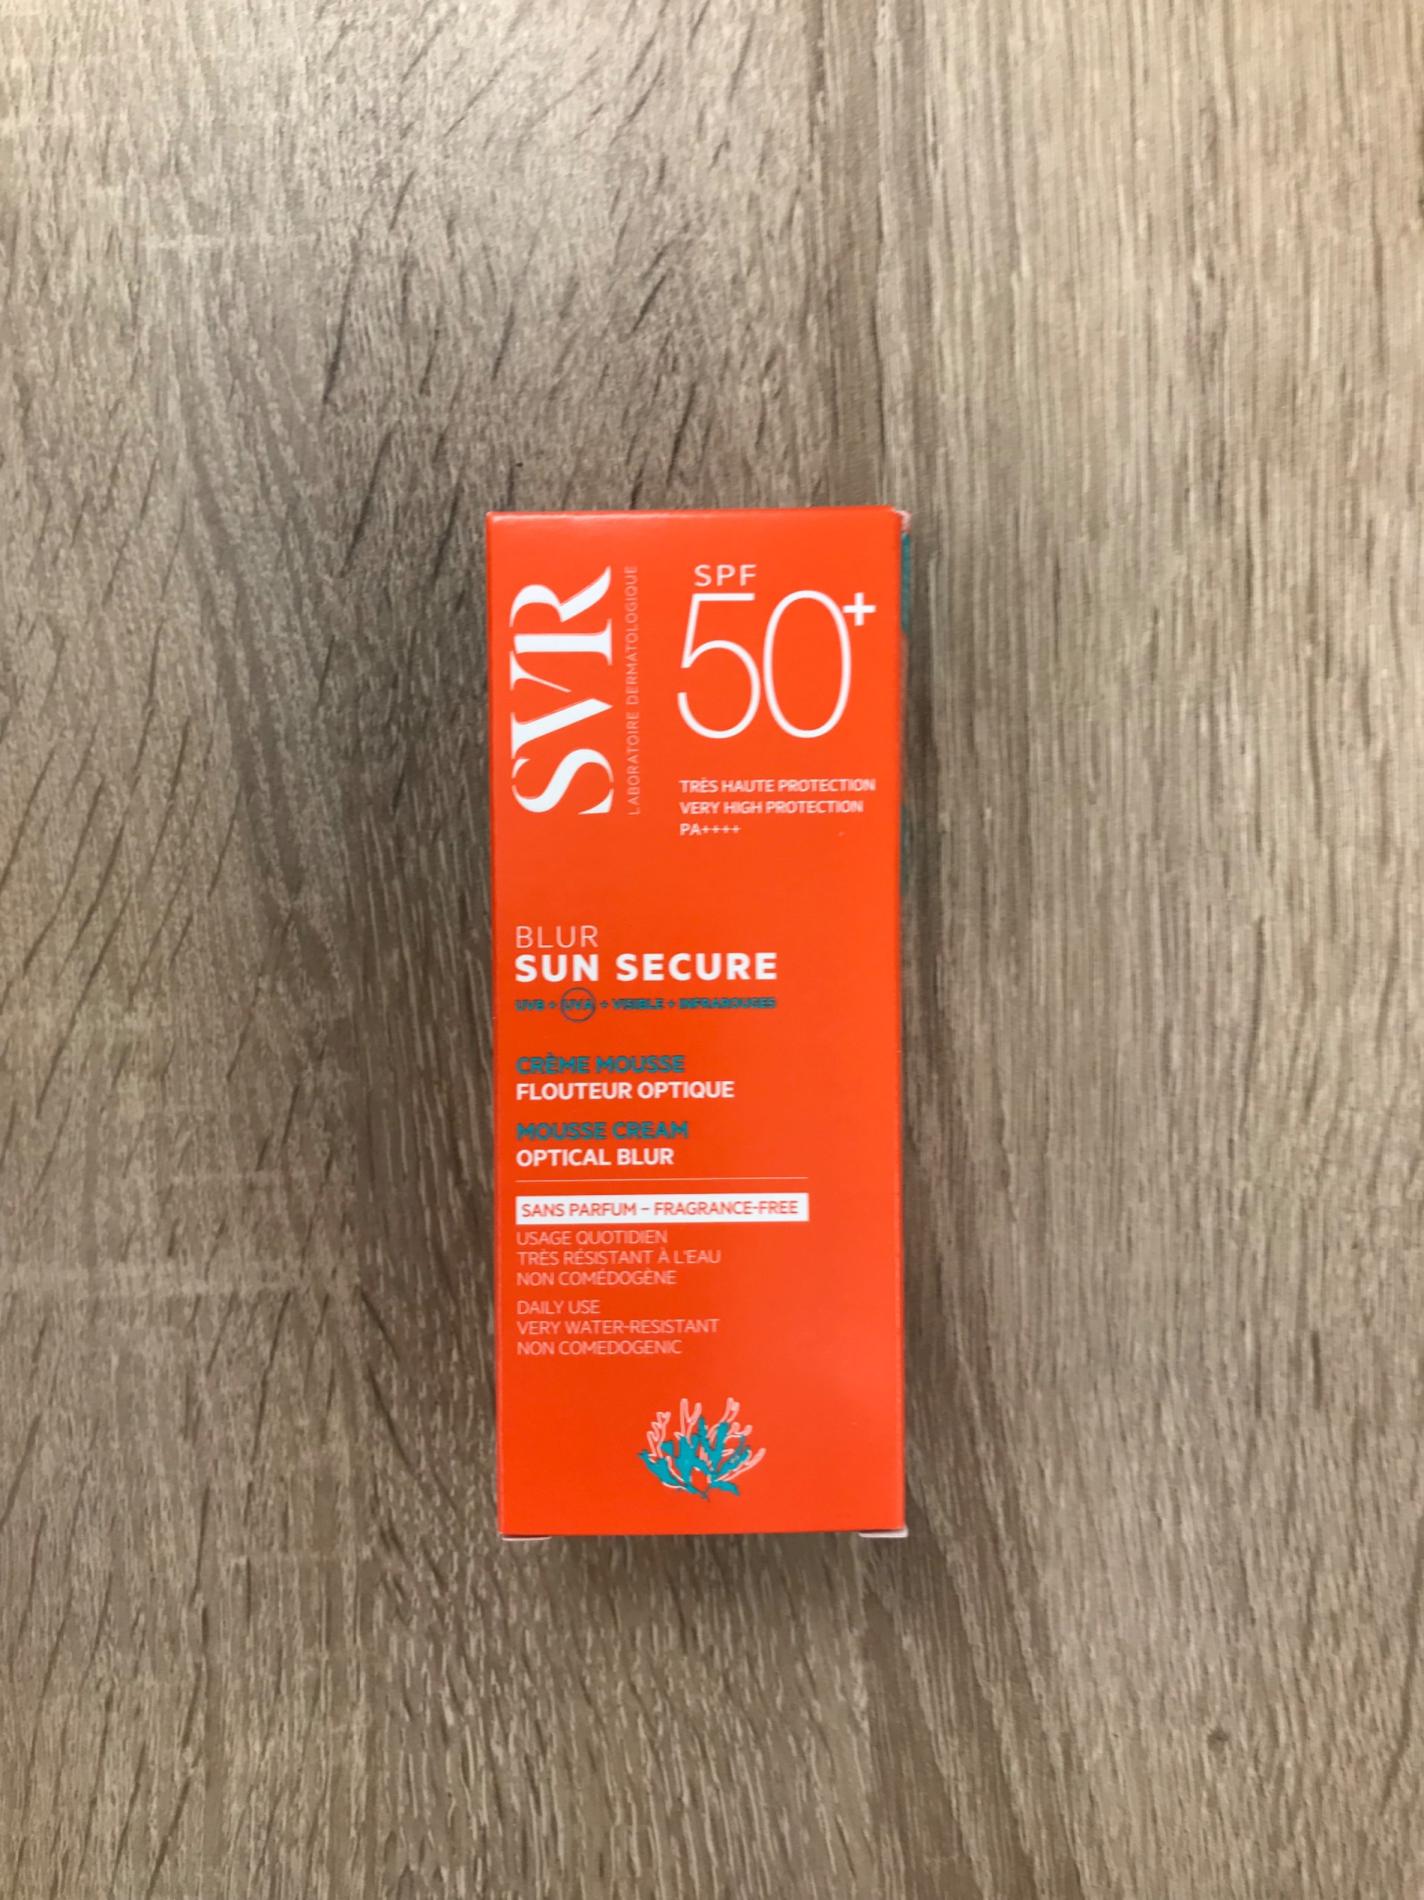 SVR
LABORATOIRE DERMATOLOGIQUE
SPF
50+
TRÈS HAUTE PROTECTION
VERY HIGH PROTECTION
PA++++
BLUR
SUN SECURE
UVB + UVA + VISIBLE + INFRAROUGES
CRÈME MOUSSE
FLOUTEUR OPTIQUE
MOUSSE CREAM
OPTICAL BLUR
SANS PARFUM – FRAGRANCE-FREE
USAGE QUOTIDIEN
TRÈS RÉSISTANT À L'EAU
NON COMÉDOGÈNE
DAILY USE
VERY WATER-RESISTANT
NON COMEDOGENIC